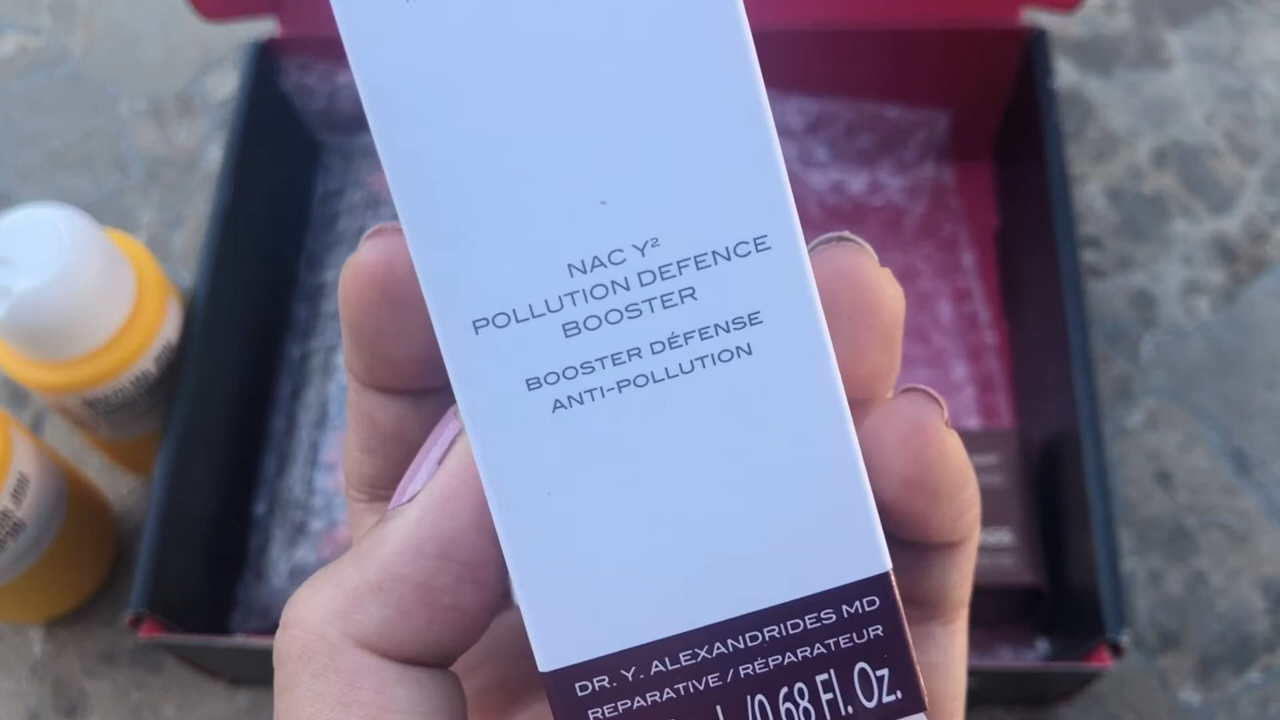 NAC Y²
POLLUTION DEFENCE
BOOSTER
BOOSTER DÉFENSE
ANTI-POLLUTION
DR. Y. ALEXANDRIDES MD
REPARATIVE / RÉPARATEUR
/0.68 Fl. Oz.